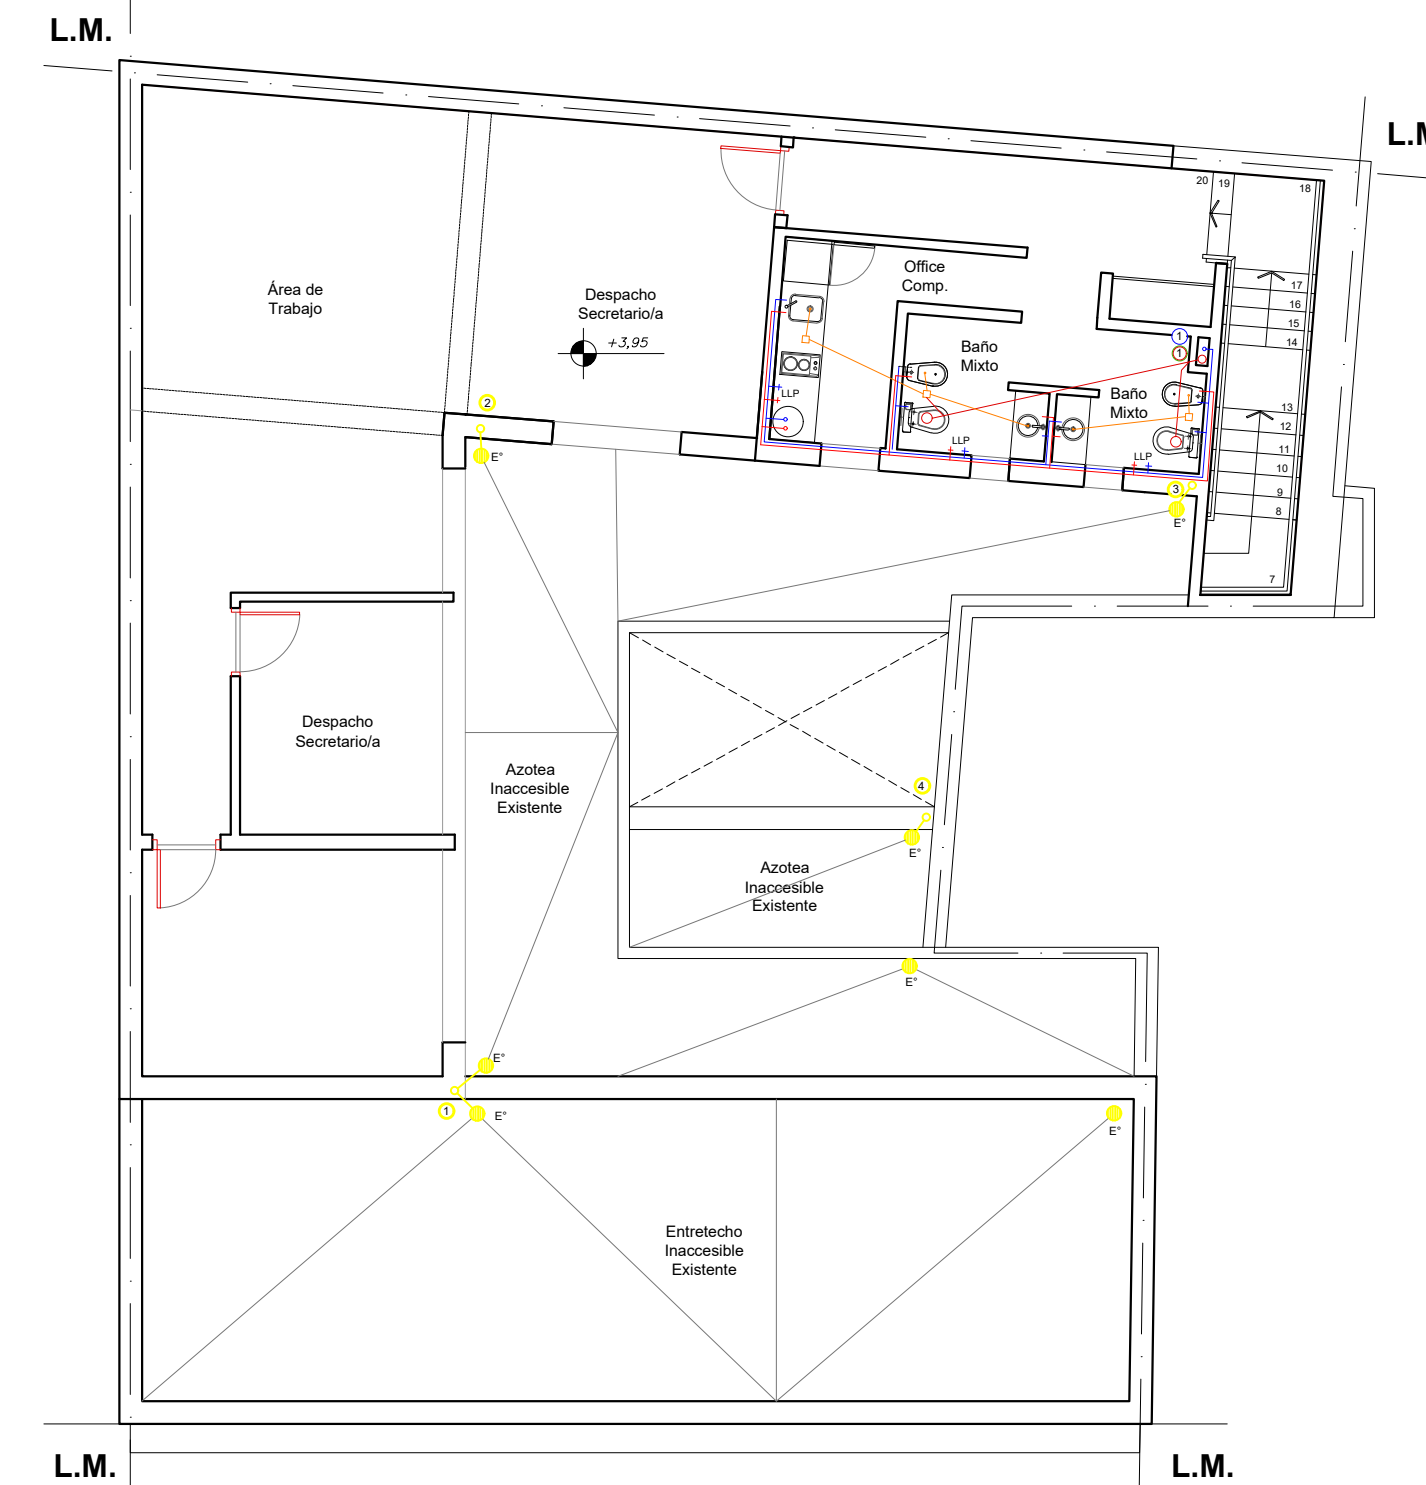 L.M.
L.M
20
19
18
Office
Comp.
Área de
Trabajo
Despacho
Secretario/a
+3,95
17
16
15
14
1
1
Baño
Mixto
Baño
Mixto
LLP
LLP
LLP
13
12
11
10
9
8
7
2
E°
3
E°
Despacho
Secretario/a
Azotea
Inaccesible
Existente
4
E°
Azotea
Inaccesible
Existente
E°
E°
1
E°
E°
Entretecho
Inaccesible
Existente
L.M.
L.M.